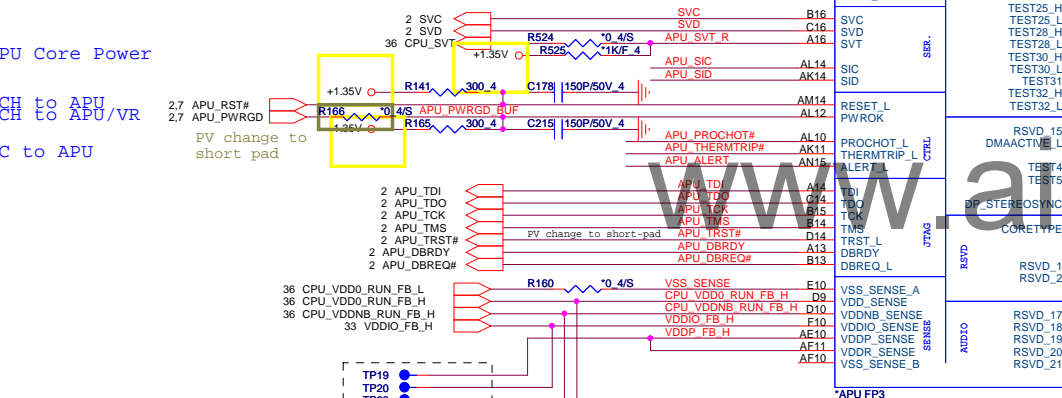 TEST25_H
2 SVC SVC B16 SVC TEST25_L
2 SVD SVD C16 SVD TEST28_H
36 CPU_SVT R524 *0_4/S APU_SVT_R A16 SVT SER. TEST28_L
PU Core Power +1.35V R525 *1K/F_4 TEST30_H
APU_SIC AL14 SIC TEST30_L
APU_SID AK14 SID TEST31
+1.35V R141 300_4 C178 150P/50V_4 TEST32_H
CH to APU 2,7 APU_RST# AM14 RESET_L TEST32_L
CH to APU/VR 2,7 APU_PWRGD R166 *0_4/S APU_PWRGD_BUF AL12 PWROK
1.35V R165 300_4 C215 150P/50V_4 RSVD_15
PV change to short pad APU_PROCHOT# AL10 PROCHOT_L CTRL DMAACTIVE_L
C to APU APU_THERMTRIP# AK11 THERMTRIP_L
APU_ALERT AN15 ALERT_L TEST4
TEST5
www.ai
2 APU_TDI APU_TDI A14 TDI
2 APU_TDO APU_TDO C14 TDO DP_STEREOSYNC
2 APU_TCK APU_TCK B15 TCK
2 APU_TMS APU_TMS B14 TMS JTAG CORETYPE
2 APU_TRST# PV change to short-pad APU_TRST# D14 TRST_L
2 APU_DBRDY APU_DBRDY A13 DBRDY RSVD
2 APU_DBREQ# APU_DBREQ# B13 DBREQ_L RSVD_1
RSVD_2
36 CPU_VDD0_RUN_FB_L R160 *0_4/S VSS_SENSE E10 VSS_SENSE_A
36 CPU_VDD0_RUN_FB_H CPU_VDD0_RUN_FB_H D9 VDD_SENSE
36 CPU_VDDNB_RUN_FB_H CPU_VDDNB_RUN_FB_H D10 VDDNB_SENSE RSVD_17
33 VDDIO_FB_H VDDIO_FB_H F10 VDDIO_SENSE SENSE AUDIO RSVD_18
VDDP_FB_H AE10 VDDP_SENSE RSVD_19
AF11 VDDR_SENSE RSVD_20
AF10 VSS_SENSE_B RSVD_21
TP19
TP20
*APU FP3